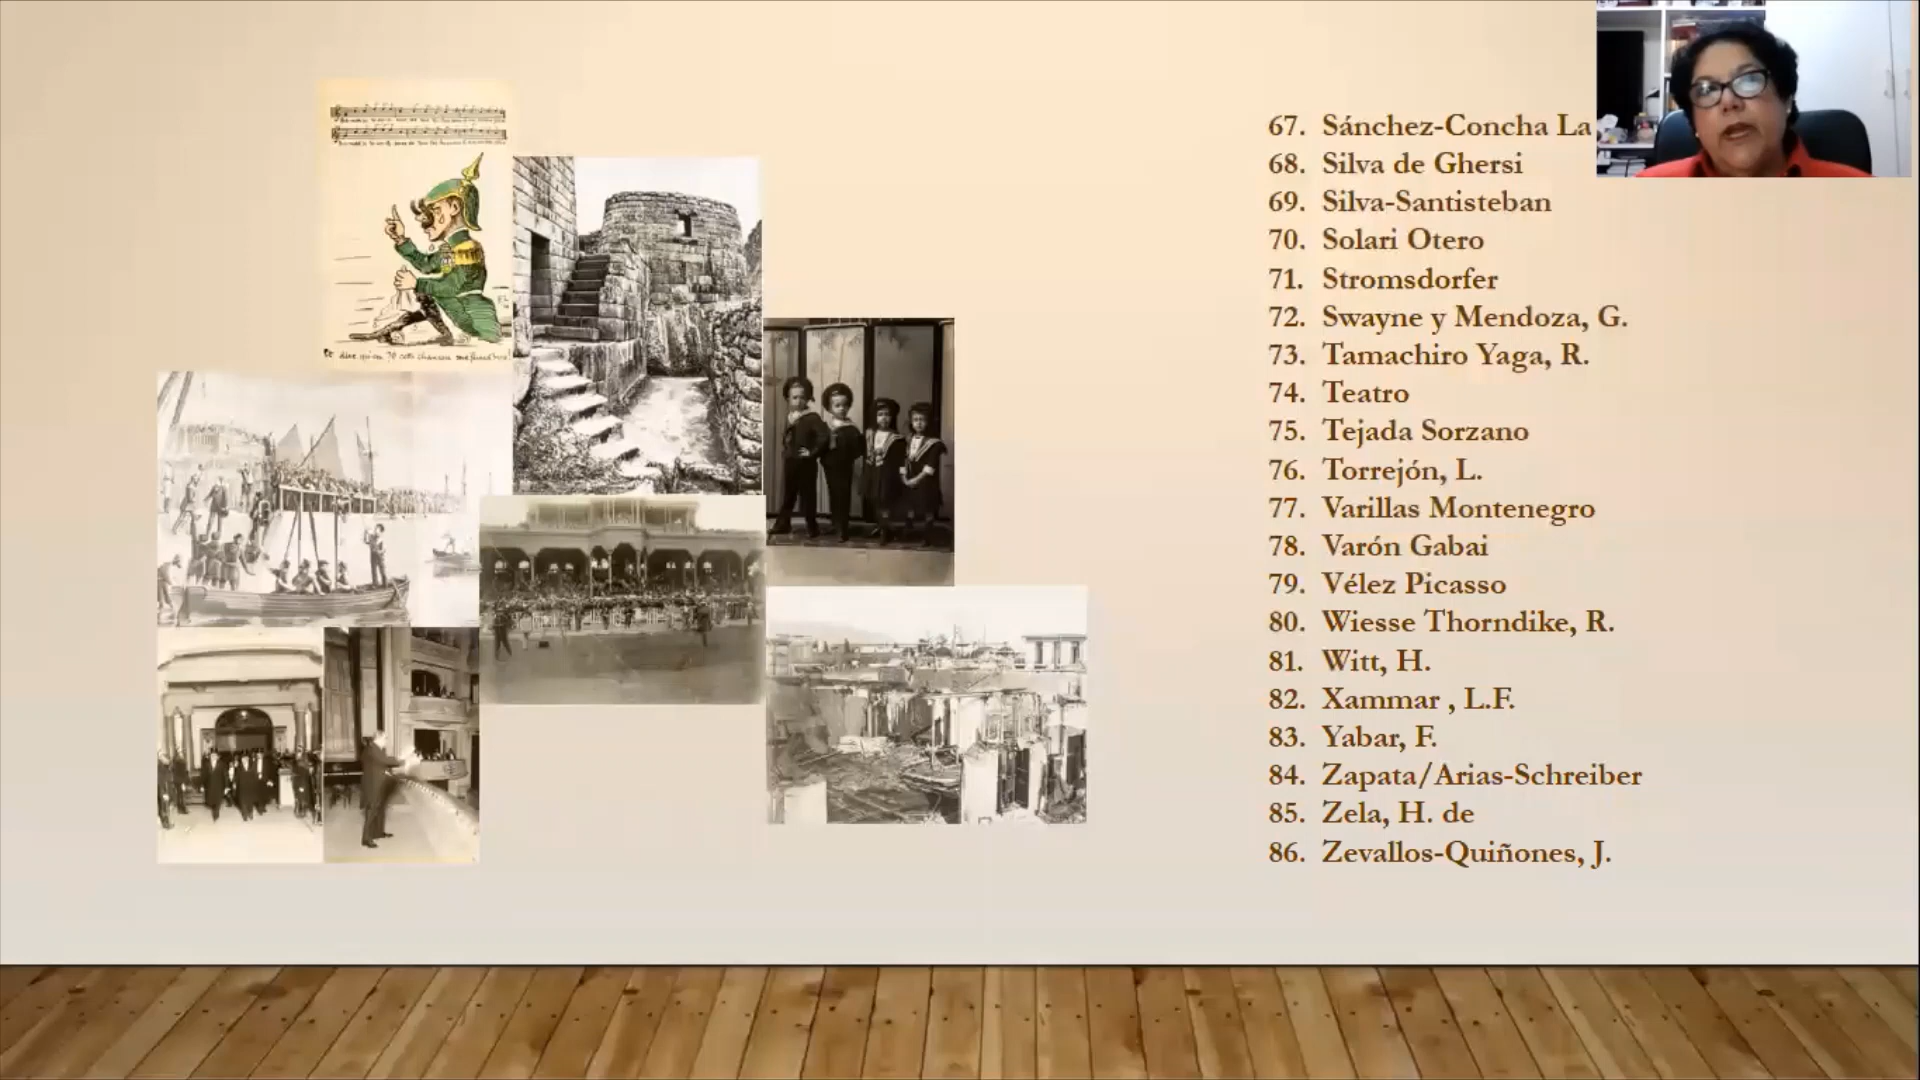 67. Sánchez-Concha La
68. Silva de Ghersi
69. Silva-Santisteban
70. Solari Otero
71. Stromsdorfer
72. Swayne y Mendoza, G.
73. Tamachiro Yaga, R.
74. Teatro
75. Tejada Sorzano
76. Torrejón, L.
77. Varillas Montenegro
78. Varón Gabai
79. Vélez Picasso
80. Wiesse Thorndike, R.
81. Witt, H.
82. Xammar , L.F.
83. Yabar, F.
84. Zapata/Arias-Schreiber
85. Zela, H. de
86. Zevallos-Quiñones, J.